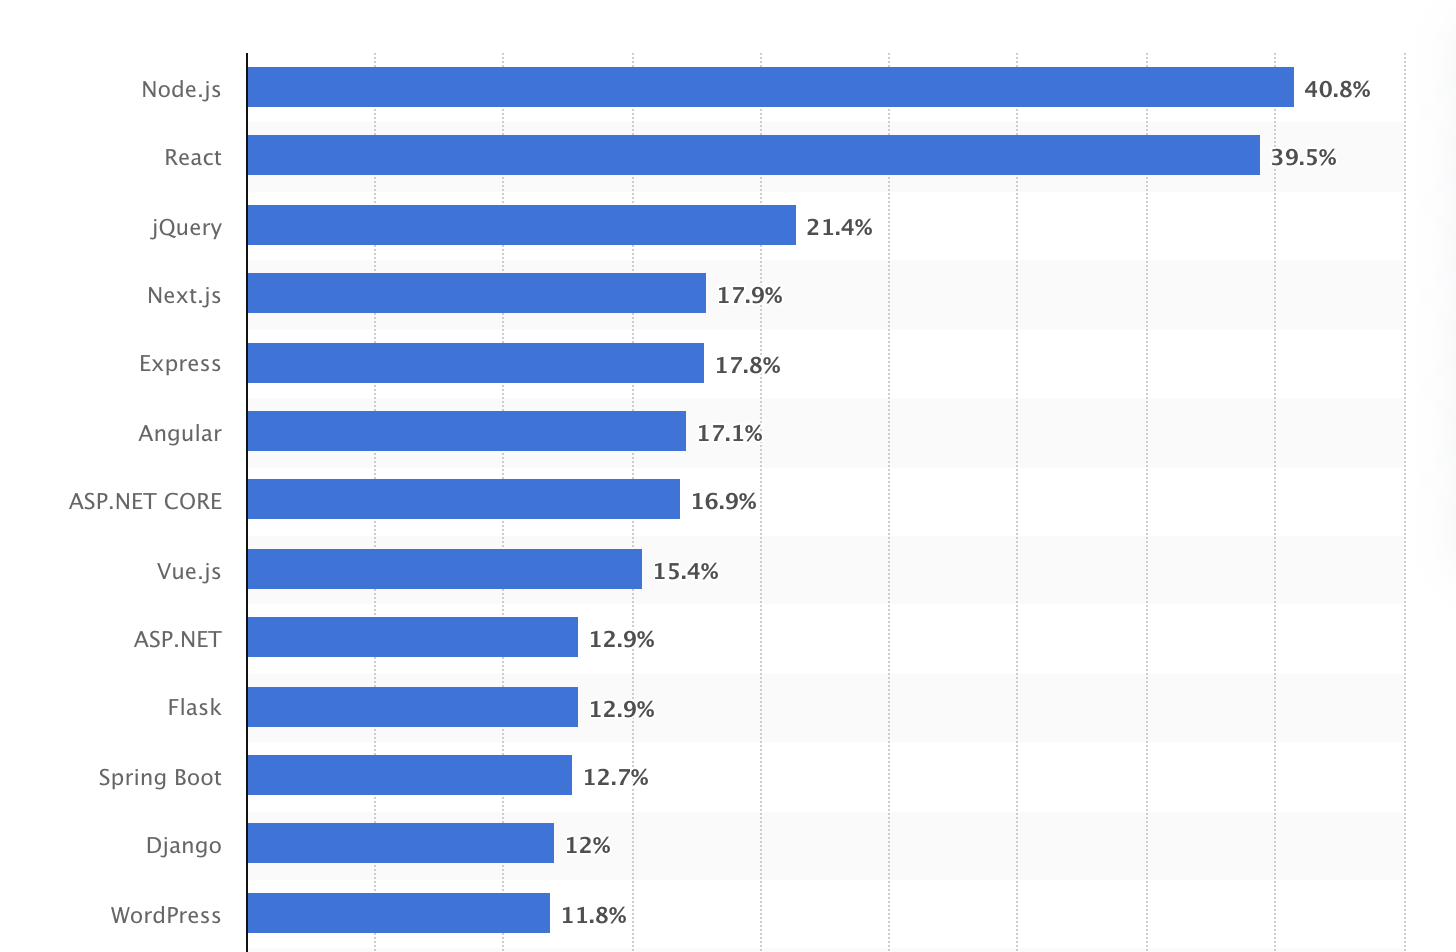 Node.js 40.8%
React 39.5%
jQuery 21.4%
Next.js 17.9%
Express 17.8%
Angular 17.1%
ASP.NET CORE 16.9%
Vue.js 15.4%
ASP.NET 12.9%
Flask 12.9%
Spring Boot 12.7%
Django 12%
WordPress 11.8%